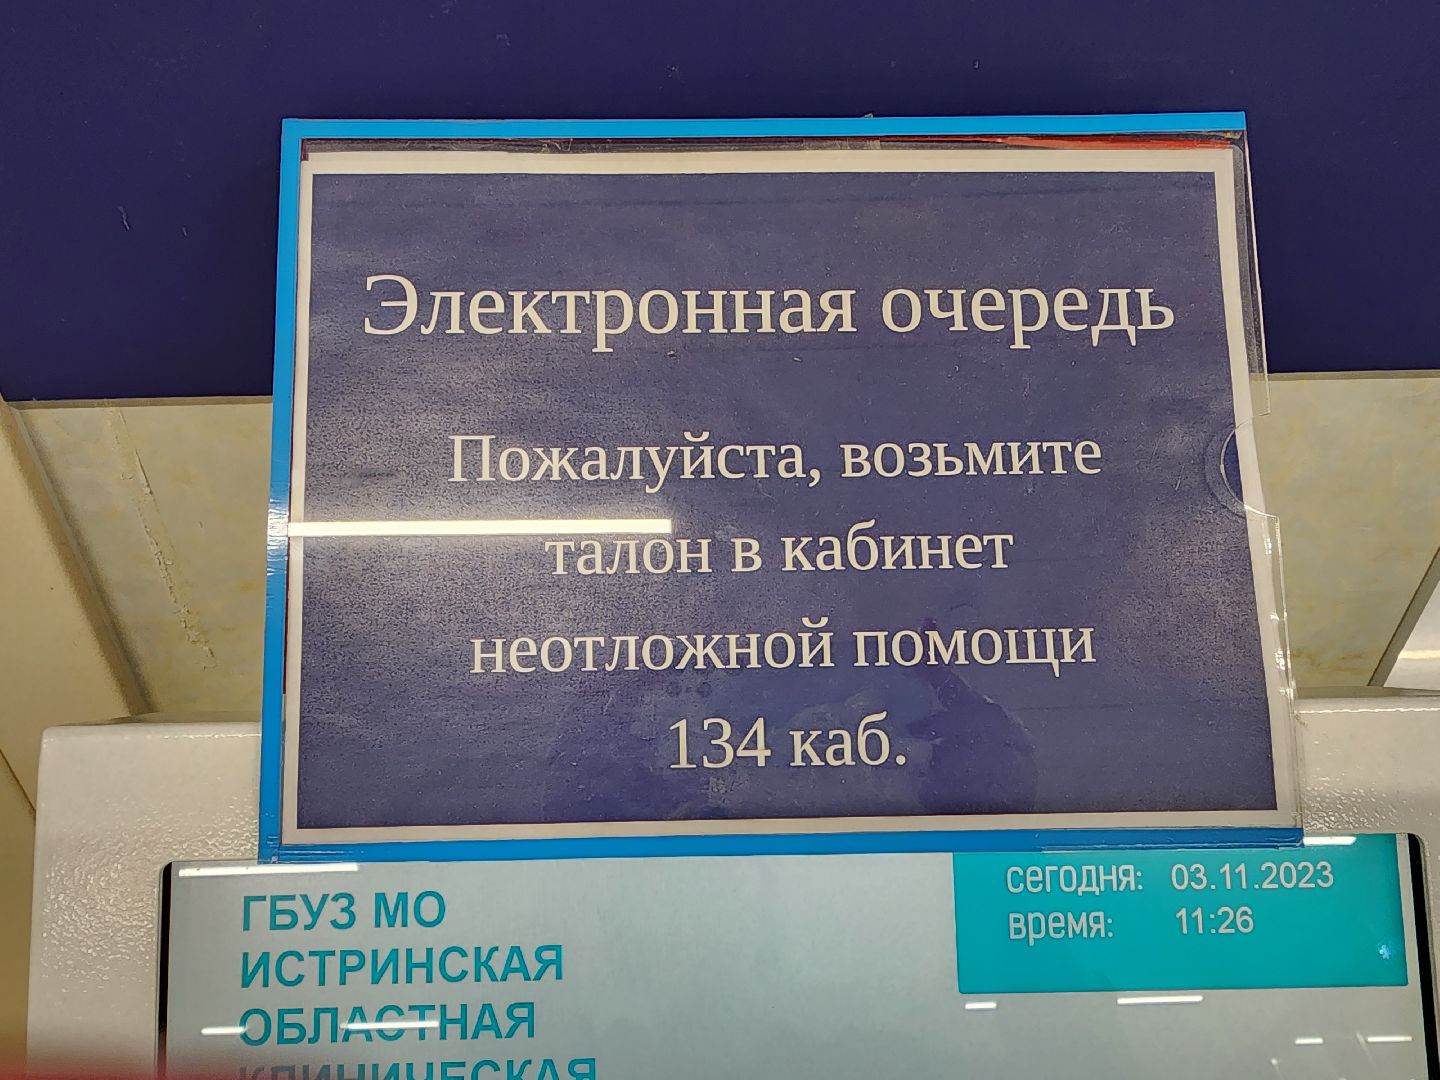 Электронная очередь
Пожалуйста, возьмите
талон в кабинет
неотложной помощи
134 каб.
сегодня: 03.11.2023
время: 11:26
ГБУЗ МО
ИСТРИНСКАЯ
ОБЛАСТНАЯ
КЛИНИЧЕСКАЯ